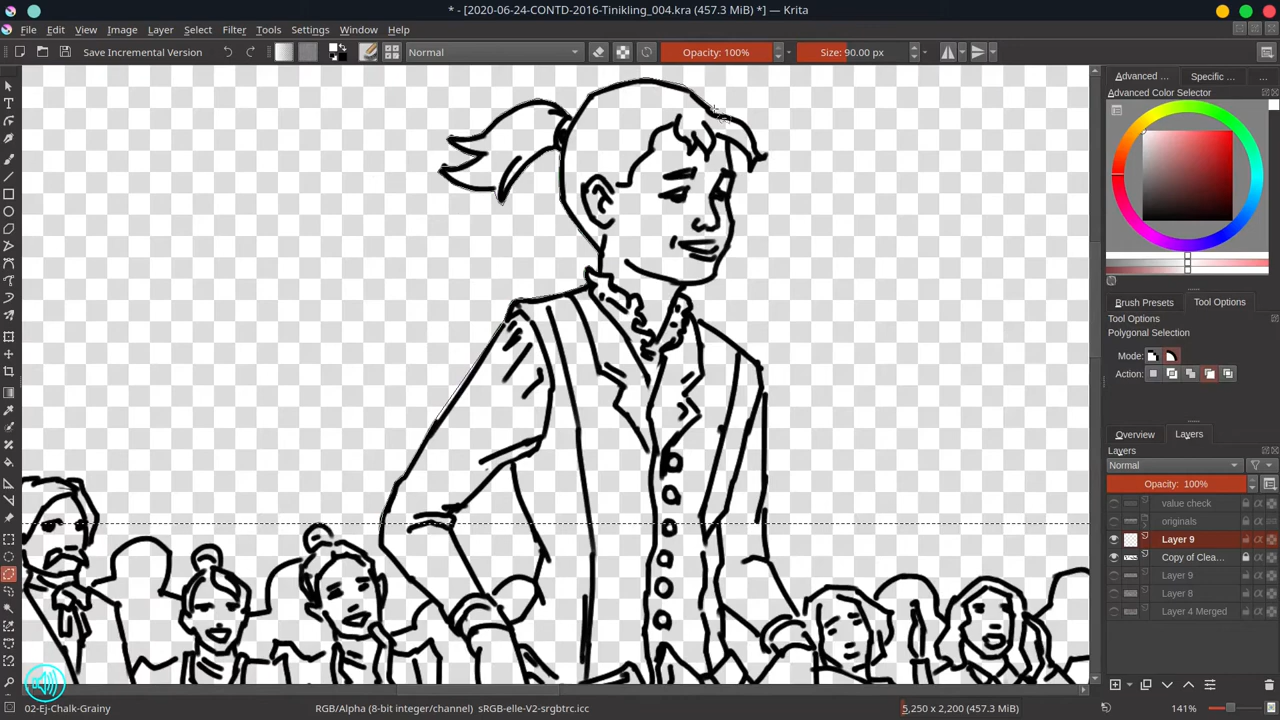 * - [2020-06-24-CONTD-2016-Tinikling_004.kra (457.3 MiB) *] — Krita
File Edit View Image Layer Select Filter Tools Settings Window Help
Save Incremental Version Normal Opacity: 100% Size: 90.00 px
Advanced ... Specific ... ...
Advanced Color Selector
Brush Presets Tool Options
Tool Options
Polygonal Selection
Mode:
Action:
Overview Layers
Layers
Normal
Opacity: 100%
value check
originals
Layer 9
Copy of Clea...
Layer 9
Layer 8
Layer 4 Merged
02-Ej-Chalk-Grainy RGB/Alpha (8-bit integer/channel) sRGB-elle-V2-srgbtrc.icc 5,250 x 2,200 (457.3 MiB) 141%